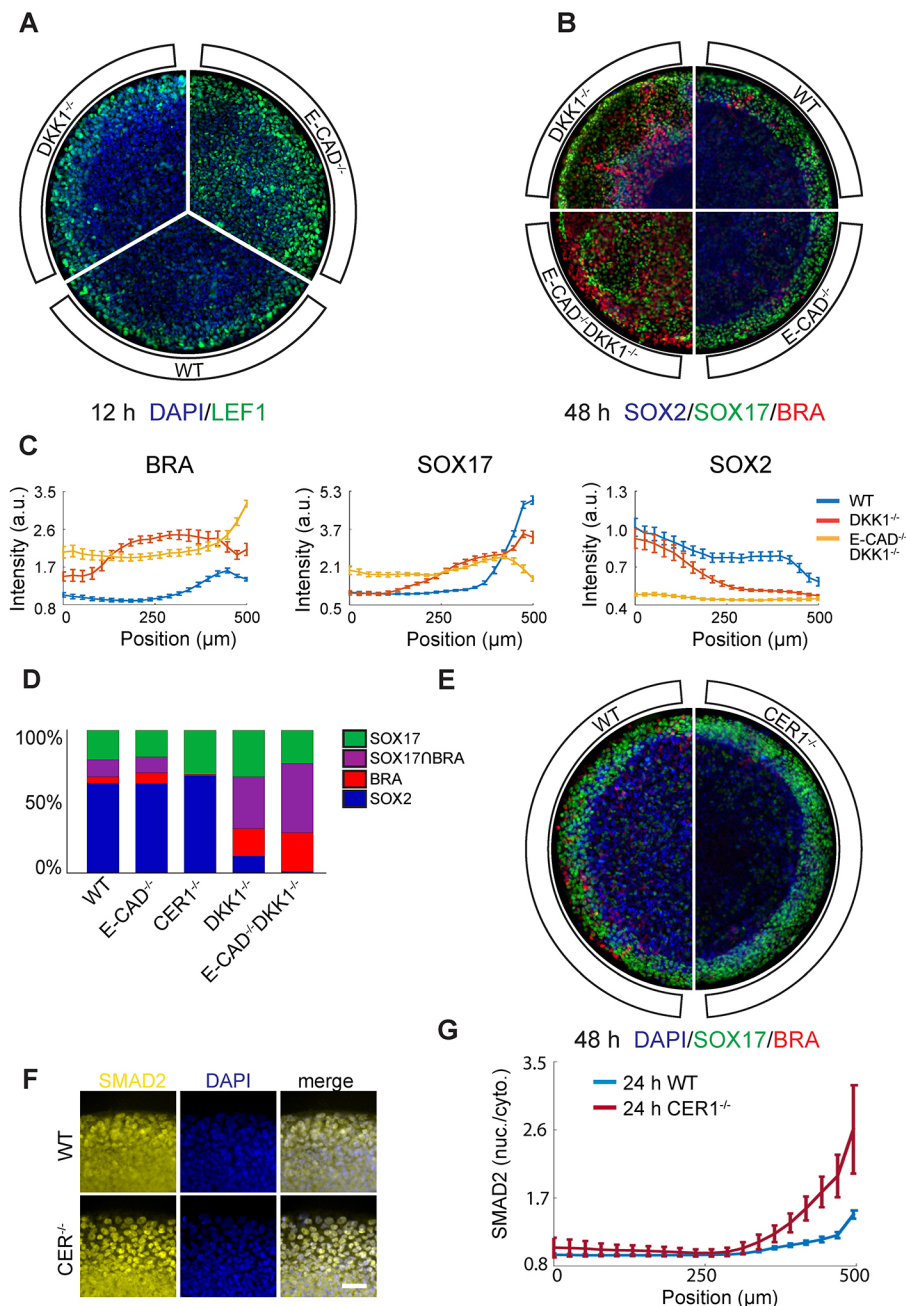 A
DKK1-/-
E-CAD-/-
WT
12 h DAPI/LEF1
B
DKK1-/-
WT
E-CAD-/-DKK1-/-
E-CAD-/-
48 h SOX2/SOX17/BRA
C
BRA
Intensity (a.u.)
3.5
2.6
1.7
0.8
0
250
500
Position (µm)
SOX17
Intensity (a.u.)
5.3
3.7
2.1
0.5
0
250
500
Position (µm)
SOX2
Intensity (a.u.)
1.3
1.0
0.7
0.4
0
250
500
Position (µm)
WT
DKK1-/-
E-CAD-/-
DKK1-/-
D
100%
50%
0%
WT
E-CAD-/-
CER1-/-
DKK1-/-
E-CAD-/-DKK1-/-
SOX17
SOX17∩BRA
BRA
SOX2
E
WT
CER1-/-
48 h DAPI/SOX17/BRA
F
SMAD2 DAPI merge
WT
CER-/-
G
SMAD2 (nuc./cyto.)
3.5
2.6
1.7
0.8
24 h WT
24 h CER1-/-
0
250
500
Position (µm)